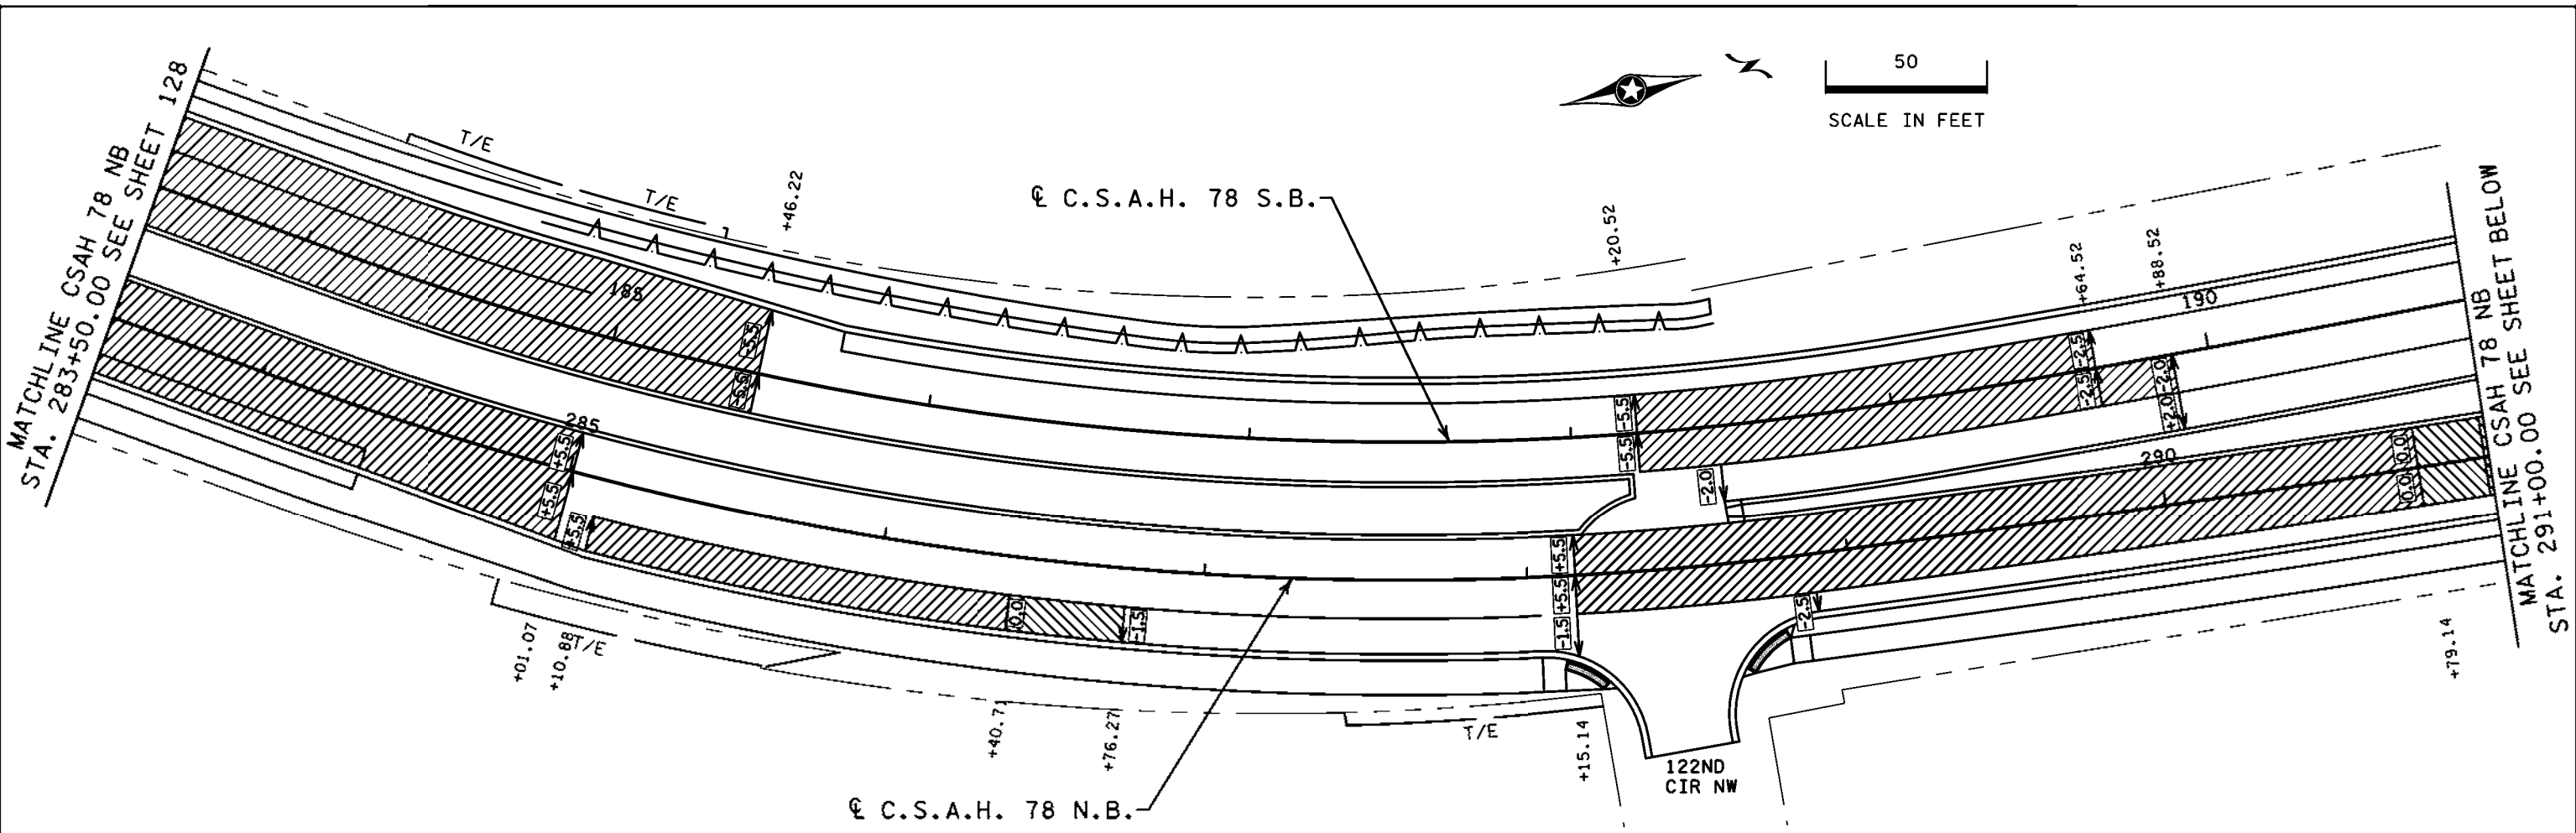 MATCHLINE CSAH 78 NB
STA. 283+50.00 SEE SHEET 128
T/E
T/E
+46.22
℄ C.S.A.H. 78 S.B.
50
SCALE IN FEET
+20.52
+64.52
+88.52
185
190
-5.5
-5.5
-5.5
-5.5
-2.5
-2.5
-2.0
+2.0
-2.0
285
290
+5.5
+5.5
+5.5
0.0
-1.5
+5.5
+5.5
-1.5
-2.5
0.0
0.0
+01.07
+10.88
T/E
+40.71
+76.27
T/E
+15.14
122ND
CIR NW
+79.14
℄ C.S.A.H. 78 N.B.
MATCHLINE CSAH 78 NB
STA. 291+00.00 SEE SHEET BELOW